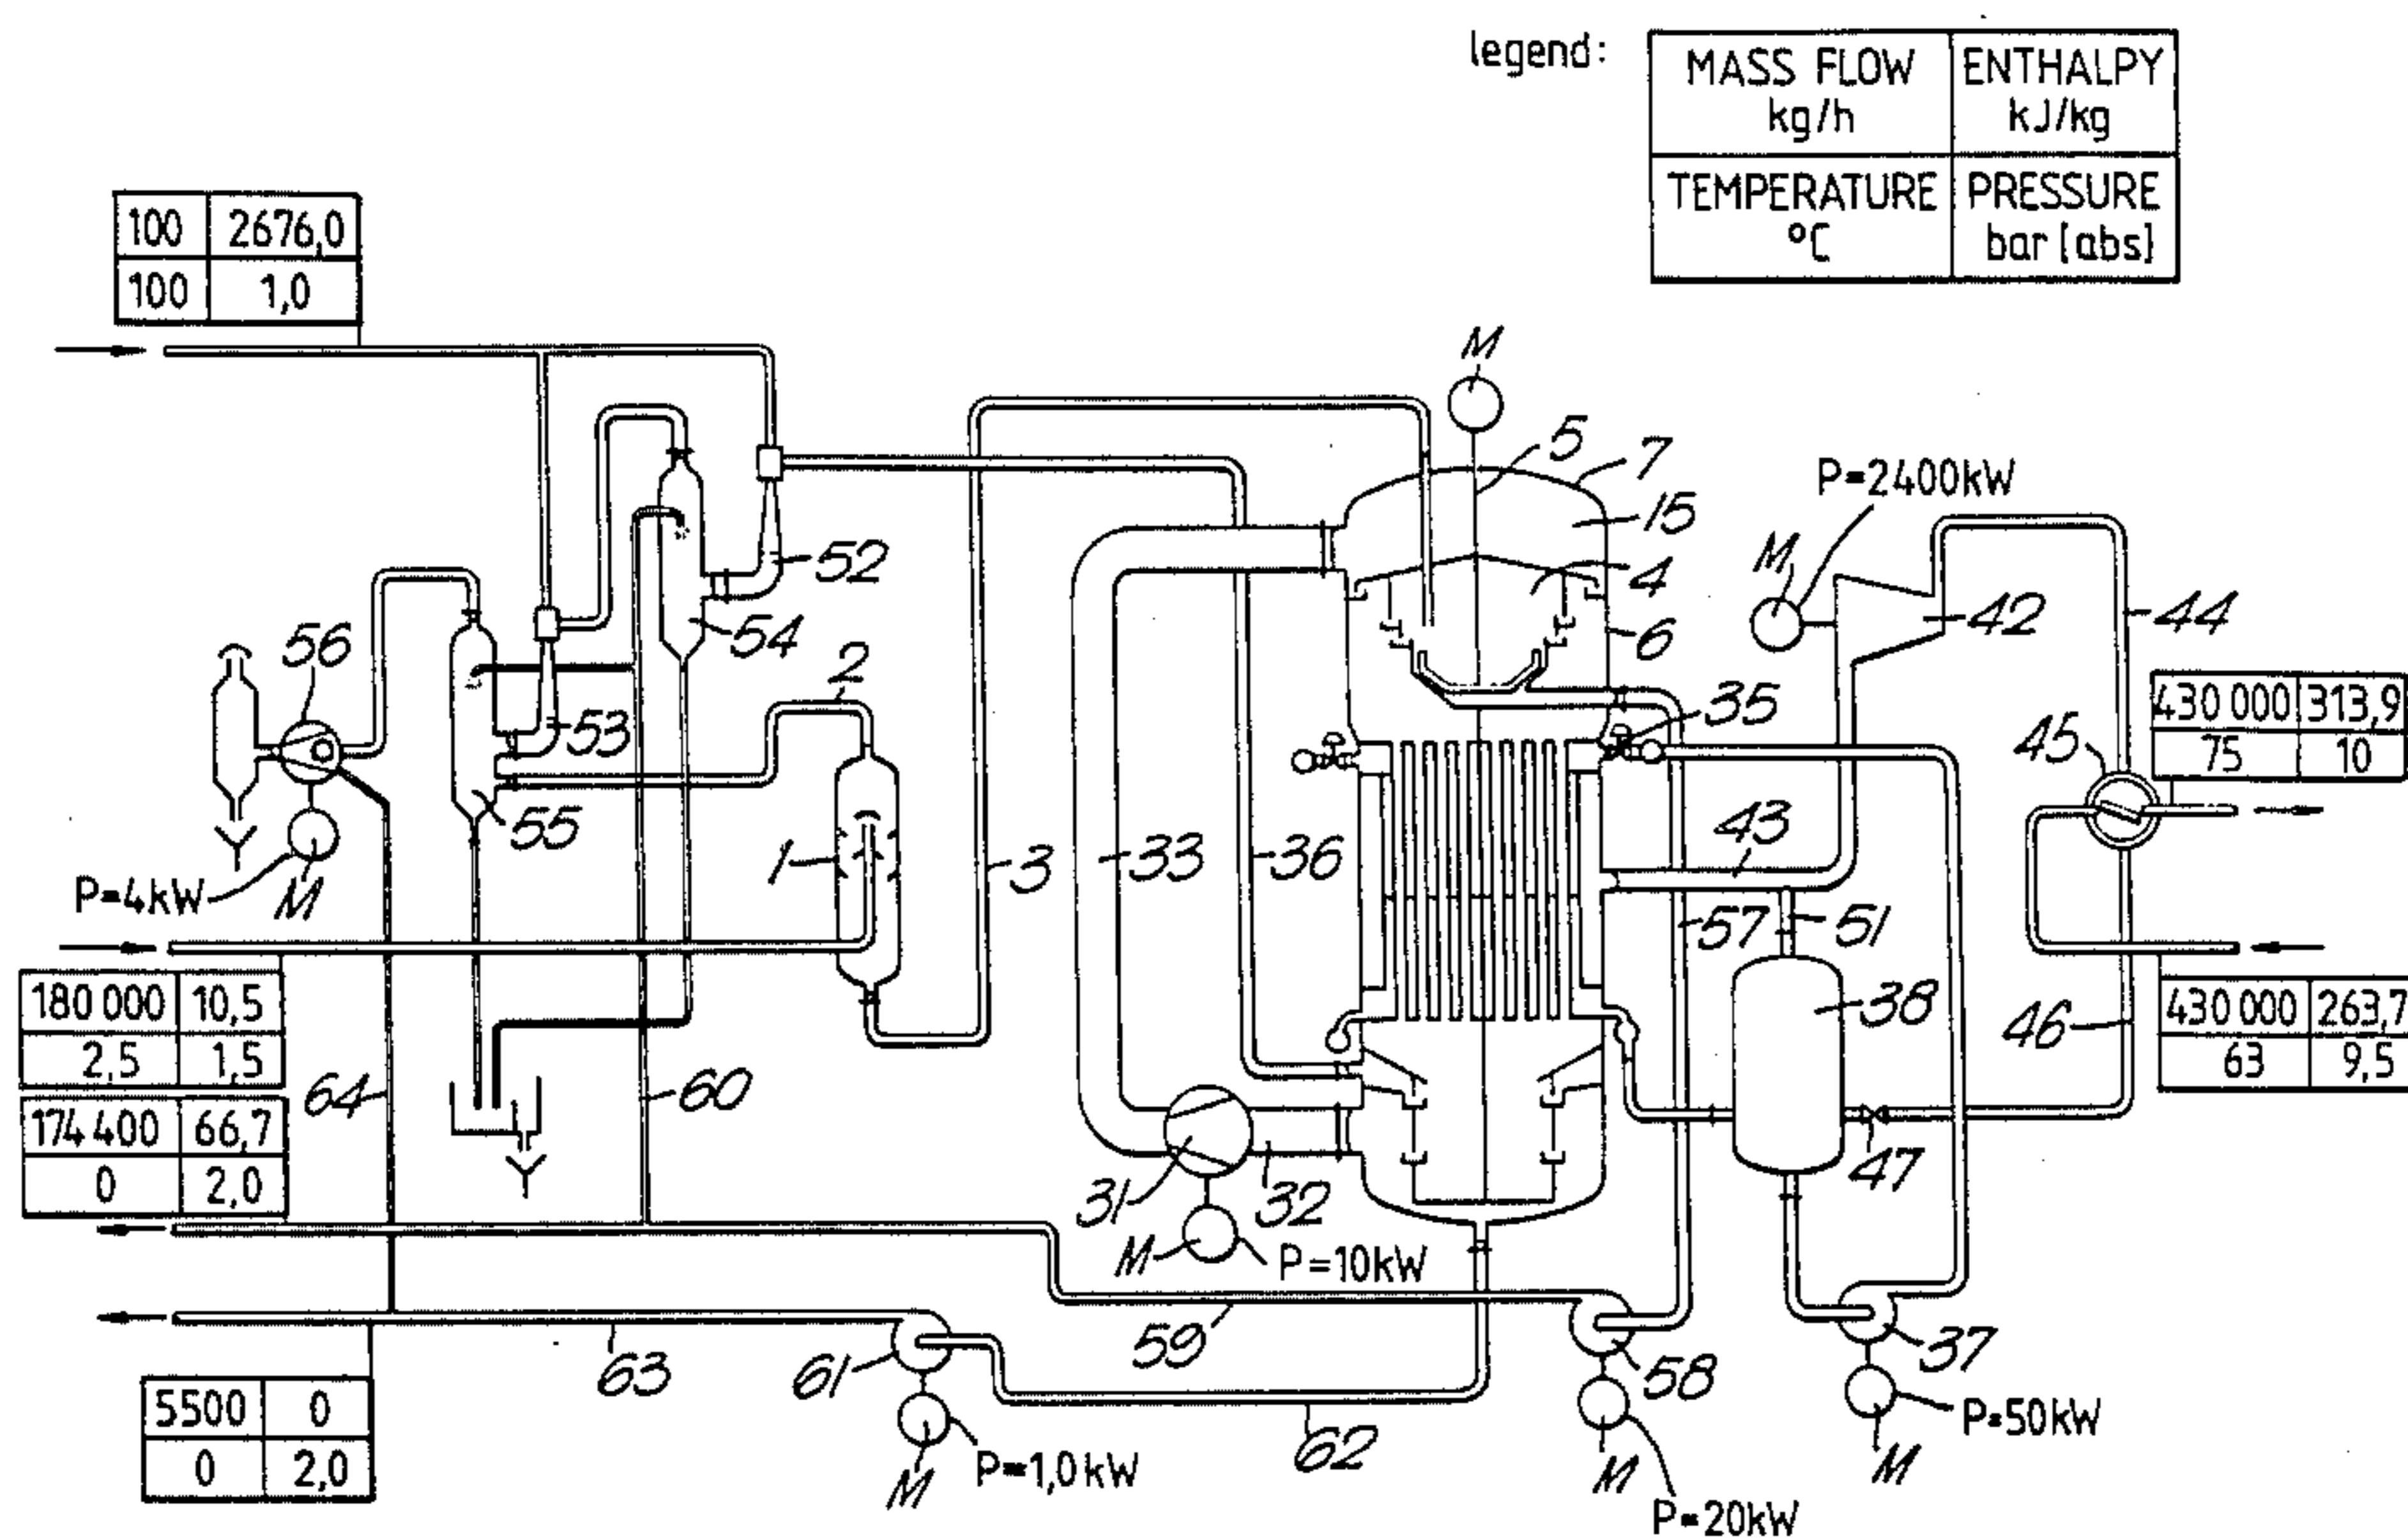 legend:
MASS FLOW kg/h
ENTHALPY kJ/kg
TEMPERATURE °C
PRESSURE bar [abs]
100 2676,0
100 1,0
M
5
7
P=2400kW
15
M
52
4
42
44
54
6
56
2
35
430 000 313,9
75 10
45
53
55
1
3
33
36
43
P=4kW
M
57
51
180 000 10,5
2,5 1,5
38
46
430 000 263,7
63 9,5
64
60
174 400 66,7
0 2,0
47
31
32
M
P=10kW
59
63
61
58
37
5500 0
0 2,0
M
P=1,0kW
62
M
P=20kW
M
P=50kW